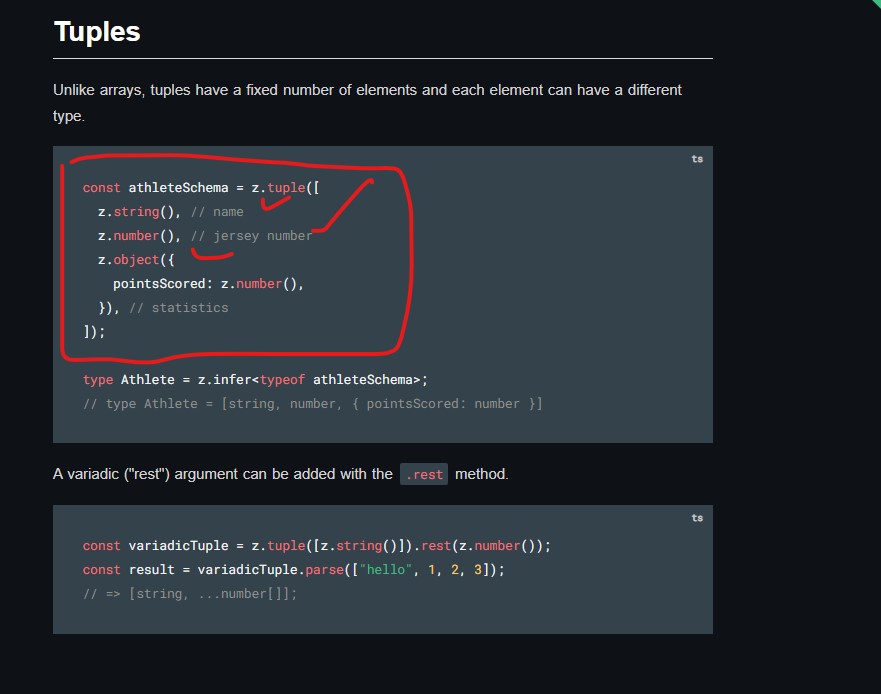 Tuples
Unlike arrays, tuples have a fixed number of elements and each element can have a different
type.
ts
const athleteSchema = z.tuple([
  z.string(), // name
  z.number(), // jersey number
  z.object({
    pointsScored: z.number(),
  }), // statistics
]);
type Athlete = z.infer<typeof athleteSchema>;
// type Athlete = [string, number, { pointsScored: number }]
A variadic ("rest") argument can be added with the .rest method.
ts
const variadicTuple = z.tuple([z.string()]).rest(z.number());
const result = variadicTuple.parse(["hello", 1, 2, 3]);
// => [string, ...number[]];